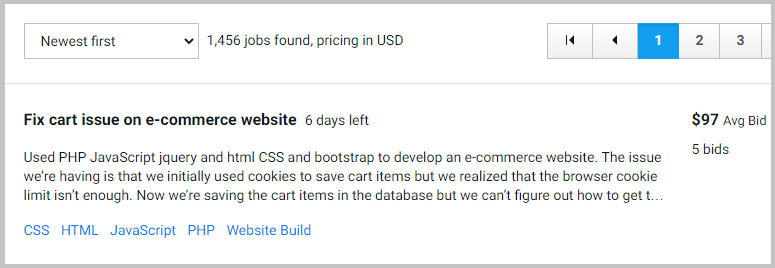 Newest first 1,456 jobs found, pricing in USD 1 2 3
Fix cart issue on e-commerce website 6 days left $97 Avg Bid
5 bids
Used PHP JavaScript jquery and html CSS and bootstrap to develop an e-commerce website. The issue
we're having is that we initially used cookies to save cart items but we realized that the browser cookie
limit isn't enough. Now we're saving the cart items in the database but we can't figure out how to get t...
CSS HTML JavaScript PHP Website Build